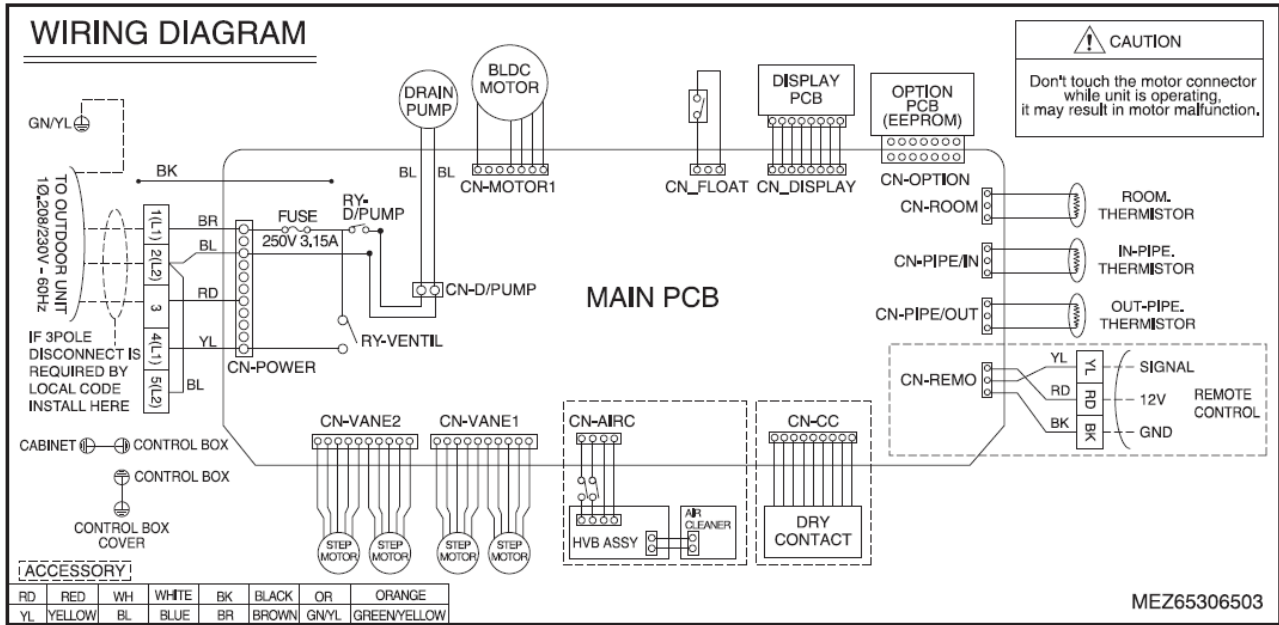 WIRING DIAGRAM
CAUTION
Don't touch the motor connector
while unit is operating,
it may result in motor malfunction.
GN/YL
TO OUTDOOR UNIT
1Ø.208/230V - 60Hz
BK
1(L1)
2(L2)
3
4(L1)
5(L2)
BR
BL
RD
YL
BL
IF 3POLE
DISCONNECT IS
REQUIRED BY
LOCAL CODE
INSTALL HERE
CN-POWER
FUSE
250V 3.15A
RY-
D/PUMP
RY-VENTIL
DRAIN
PUMP
BL
BL
CN-D/PUMP
BLDC
MOTOR
CN-MOTOR1
CN_FLOAT
DISPLAY
PCB
CN_DISPLAY
OPTION
PCB
(EEPROM)
CN-OPTION
MAIN PCB
CN-ROOM
ROOM.
THERMISTOR
CN-PIPE/IN
IN-PIPE.
THERMISTOR
CN-PIPE/OUT
OUT-PIPE.
THERMISTOR
CN-REMO
YL
RD
BK
YL
RD
BK
SIGNAL
12V
GND
REMOTE
CONTROL
CABINET
CONTROL BOX
CONTROL BOX
CONTROL BOX
COVER
CN-VANE2
CN-VANE1
STEP
MOTOR
STEP
MOTOR
STEP
MOTOR
STEP
MOTOR
CN-AIRC
HVB ASSY
AIR
CLEANER
CN-CC
DRY
CONTACT
ACCESSORY
RD RED WH WHITE BK BLACK OR ORANGE
YL YELLOW BL BLUE BR BROWN GN/YL GREEN/YELLOW
MEZ65306503